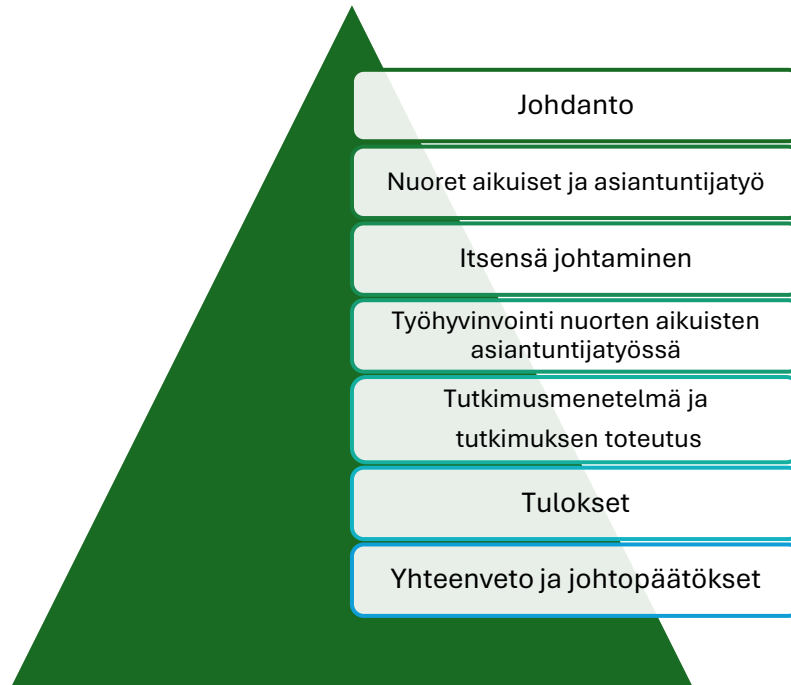 Johdanto
Nuoret aikuiset ja asiantuntijatyö
Itsensä johtaminen
Työhyvinvointi nuorten aikuisten
asiantuntijatyössä
Tutkimusmenetelmä ja
tutkimuksen toteutus
Tulokset
Yhteenveto ja johtopäätökset